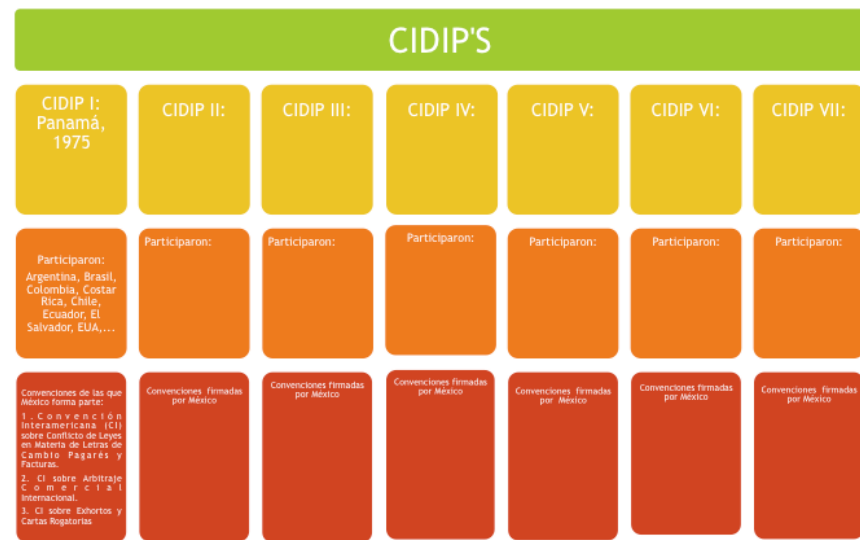 CIDIP'S
CIDIP I:
Panamá,
1975
CIDIP II:
CIDIP III:
CIDIP IV:
CIDIP V:
CIDIP VI:
CIDIP VII:
Participaron:
Argentina, Brasil,
Colombia, Costar
Rica, Chile,
Ecuador, El
Salvador, EUA,...
Participaron:
Participaron:
Participaron:
Participaron:
Participaron:
Participaron:
Convenciones de las que
México forma parte:
1. Convención
Interamericana (CI)
sobre Conflicto de Leyes
en Materia de Letras de
Cambio Pagarés y
Facturas.
2. CI sobre Arbitraje
Comercial
Internacional.
3. CI sobre Exhortos y
Cartas Rogatorias
Convenciones firmadas
por México
Convenciones firmadas
por México
Convenciones firmadas
por México
Convenciones firmadas
por México
Convenciones firmadas
por México
Convenciones firmadas
por México